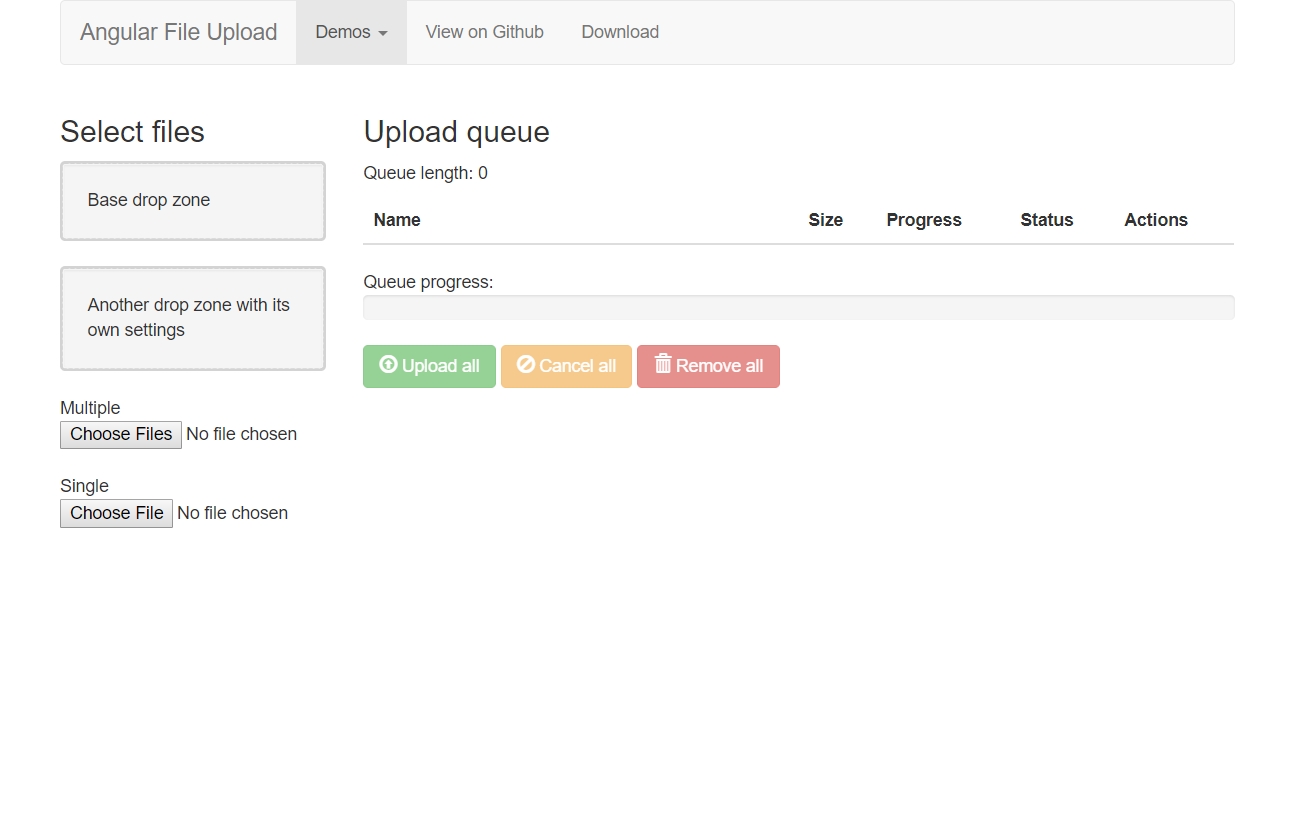 Angular File Upload Demos View on Github Download
Select files
Base drop zone
Another drop zone with its
own settings
Multiple
Choose Files No file chosen
Single
Choose File No file chosen
Upload queue
Queue length: 0
Name Size Progress Status Actions
Queue progress:
Upload all Cancel all Remove all